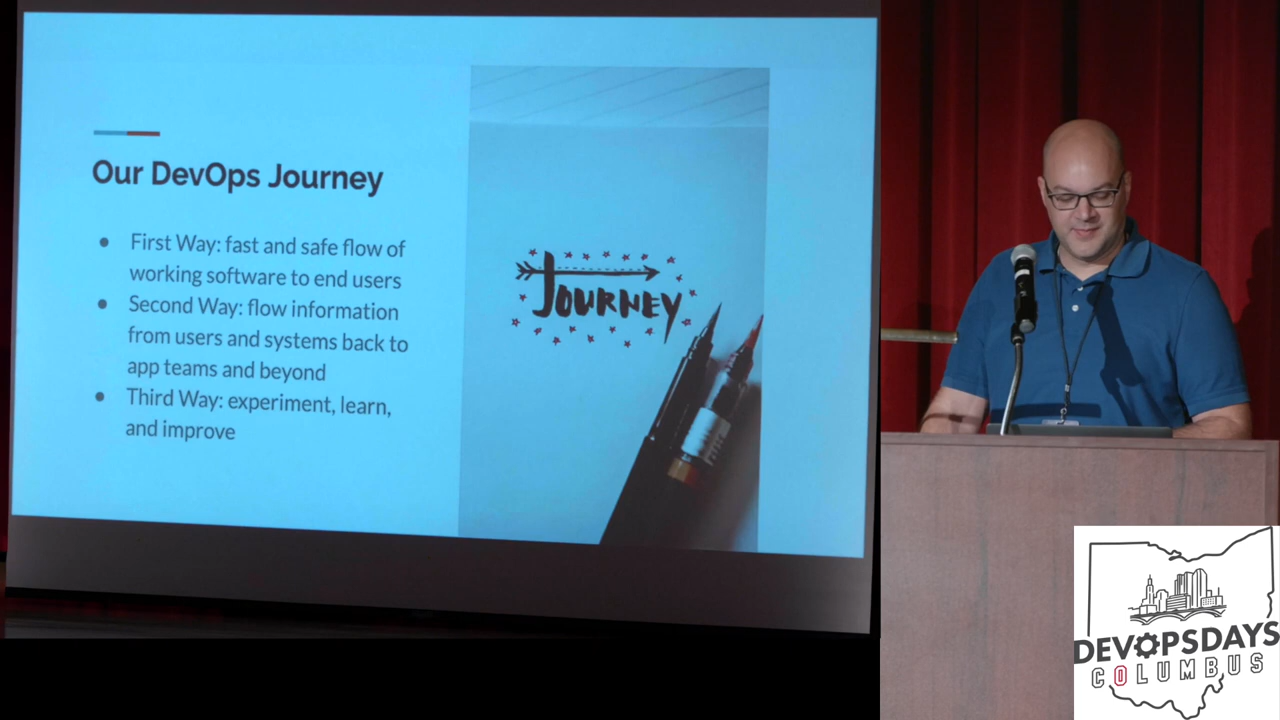 Our DevOps Journey
● First Way: fast and safe flow of
working software to end users
● Second Way: flow information
from users and systems back to
app teams and beyond
● Third Way: experiment, learn,
and improve
JOURNEY
DEVOPSDAYS
COLUMBUS